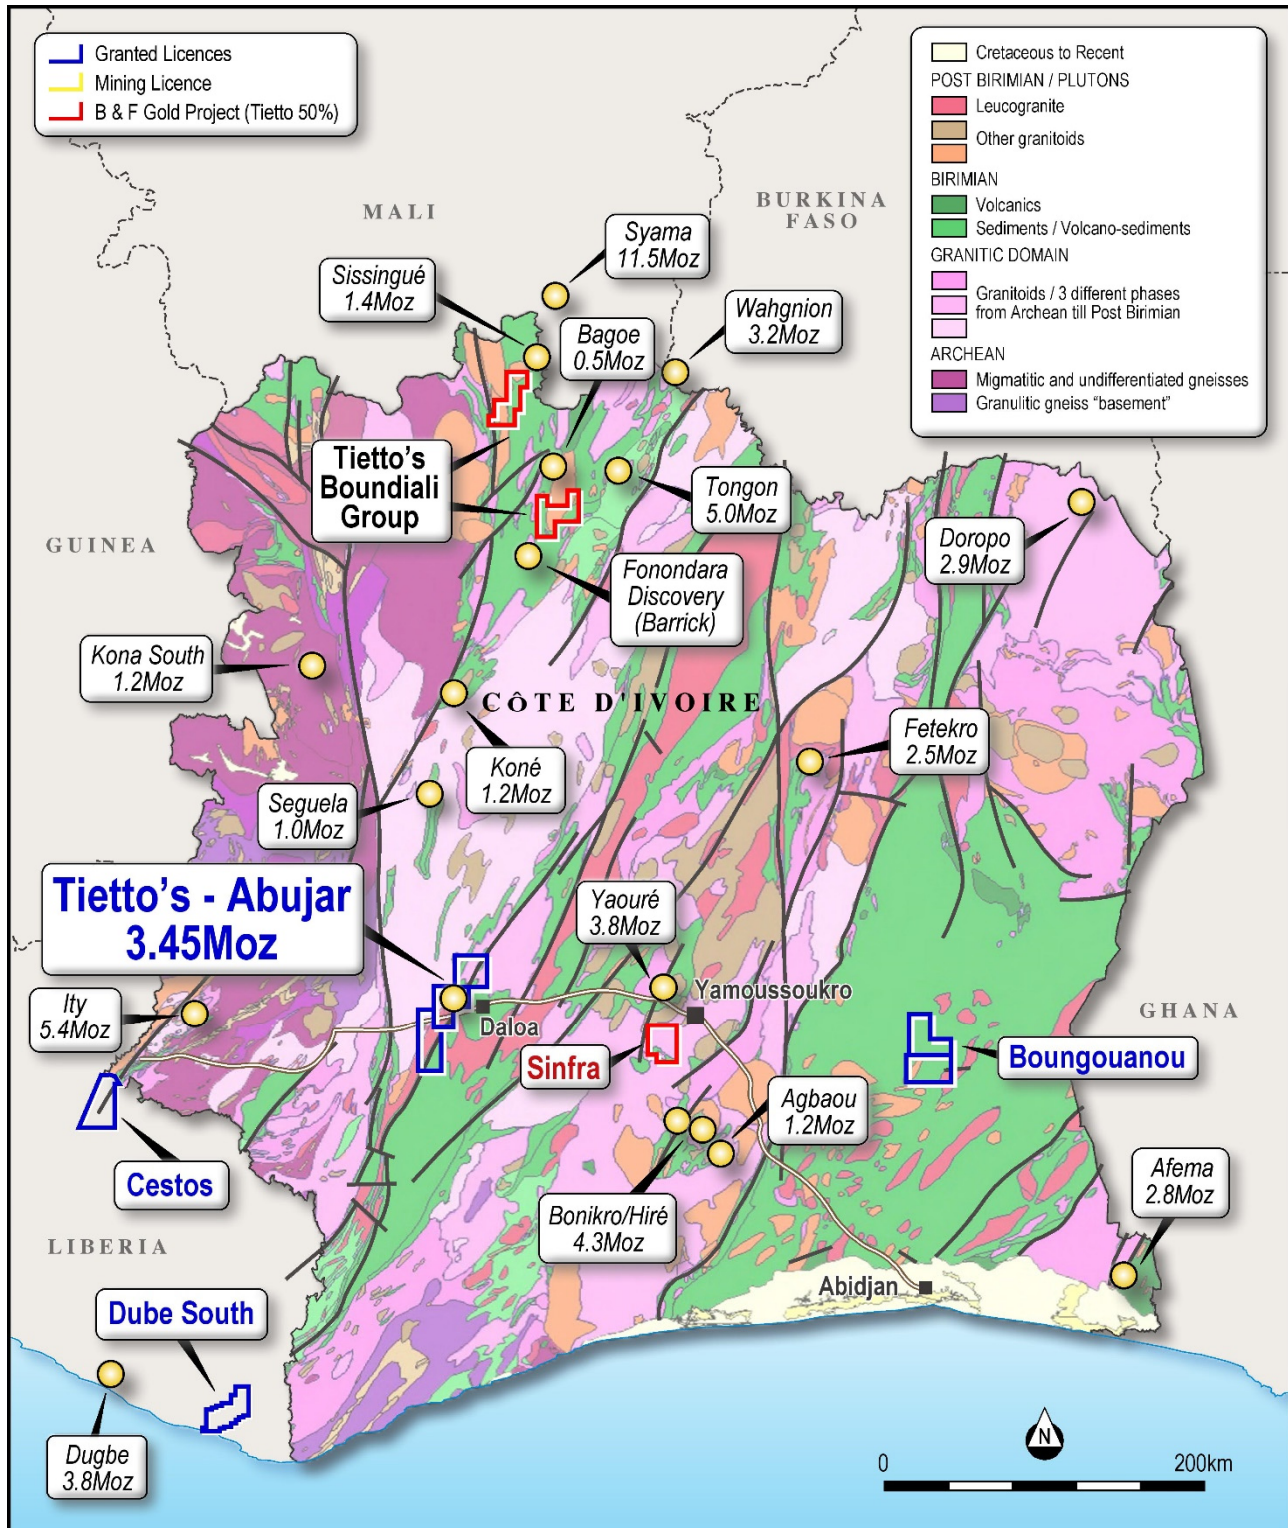 Granted Licences
Mining Licence
B & F Gold Project (Tietto 50%)
Cretaceous to Recent
POST BIRIMIAN / PLUTONS
Leucogranite
Other granitoids
BIRIMIAN
Volcanics
Sediments / Volcano-sediments
GRANITIC DOMAIN
Granitoids / 3 different phases
from Archean till Post Birimian
ARCHEAN
Migmatitic and undifferentiated gneisses
Granulitic gneiss “basement”
MALI
BURKINA
FASO
Syama
11.5Moz
Sissingué
1.4Moz
Wahgnion
3.2Moz
Bagoe
0.5Moz
Tietto's
Boundiali
Group
Tongon
5.0Moz
Doropo
2.9Moz
GUINEA
Fonondara
Discovery
(Barrick)
Kona South
1.2Moz
CÔTE D'IVOIRE
Koné
1.2Moz
Fetekro
2.5Moz
Seguela
1.0Moz
Tietto's - Abujar
3.45Moz
Yaouré
3.8Moz
Ity
5.4Moz
Daloa
Yamoussoukro
GHANA
Sinfra
Boungouanou
Agbaou
1.2Moz
Cestos
Bonikro/Hiré
4.3Moz
Afema
2.8Moz
LIBERIA
Abidjan
Dube South
Dugbe
3.8Moz
N
0 200km